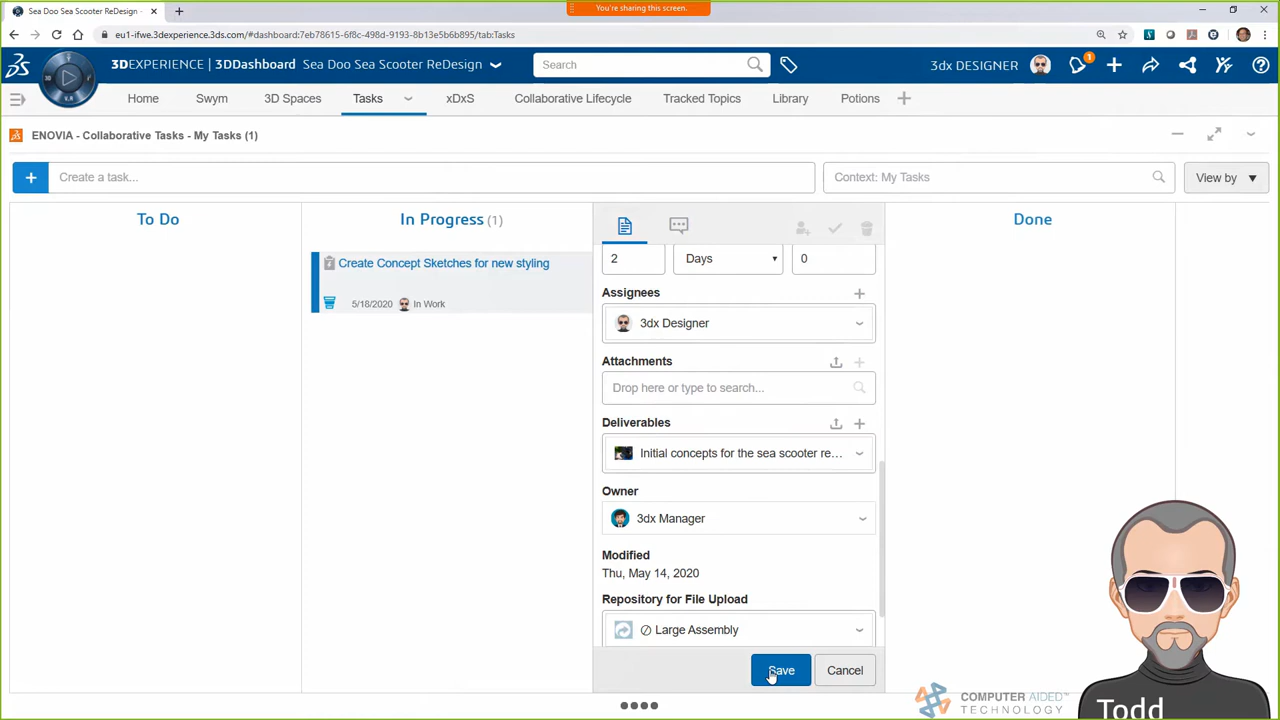 Sea Doo Sea Scooter ReDesign -
You're sharing this screen.
eu1-ifwe.3dexperience.3ds.com/#dashboard:7eb78615-6f8c-498d-9193-8b13e5b6b895/tab:Tasks
3DEXPERIENCE | 3DDashboard Sea Doo Sea Scooter ReDesign
Search
3dx DESIGNER
1
V.R
Home
Swym
3D Spaces
Tasks
xDxS
Collaborative Lifecycle
Tracked Topics
Library
Potions
ENOVIA - Collaborative Tasks - My Tasks (1)
Create a task...
Context: My Tasks
View by
To Do
In Progress (1)
Done
Create Concept Sketches for new styling
5/18/2020 In Work
2
Days
0
Assignees
3dx Designer
Attachments
Drop here or type to search...
Deliverables
Initial concepts for the sea scooter re...
Owner
3dx Manager
Modified
Thu, May 14, 2020
Repository for File Upload
Large Assembly
Save
Cancel
COMPUTER AIDED™
TECHNOLOGY
Todd